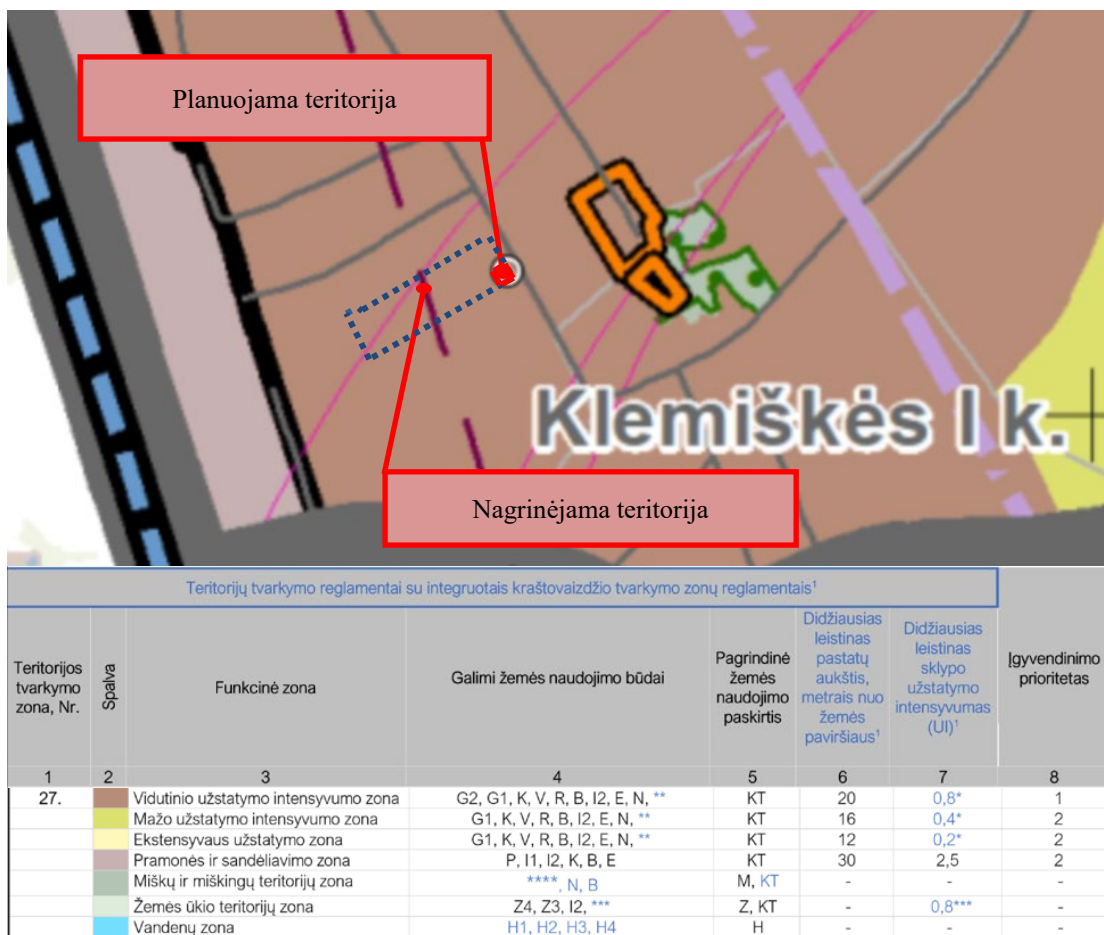 Planuojama teritorija
Klemiškės I k.
Nagrinėjama teritorija
Teritorijų tvarkymo reglamentai su integruotais kraštovaizdžio tvarkymo zonų reglamentais¹
Teritorijos tvarkymo zona, Nr.
Spalva
Funkcinė zona
Galimi žemės naudojimo būdai
Pagrindinė žemės naudojimo paskirtis
Didžiausias leistinas pastatų aukštis, metrais nuo žemės paviršiaus¹
Didžiausias leistinas sklypo užstatymo intensyvumas (UI)¹
Įgyvendinimo prioritetas
1 2 3 4 5 6 7 8
27. Vidutinio užstatymo intensyvumo zona G2, G1, K, V, R, B, I2, E, N, ** KT 20 0,8* 1
Mažo užstatymo intensyvumo zona G1, K, V, R, B, I2, E, N, ** KT 16 0,4* 2
Ekstensyvaus užstatymo zona G1, K, V, R, B, I2, E, N, ** KT 12 0,2* 2
Pramonės ir sandėliavimo zona P, I1, I2, K, B, E KT 30 2,5 2
Miškų ir miškingų teritorijų zona ****, N, B M, KT - - -
Žemės ūkio teritorijų zona Z4, Z3, I2, *** Z, KT - 0,8*** -
Vandenų zona H1, H2, H3, H4 H - - -